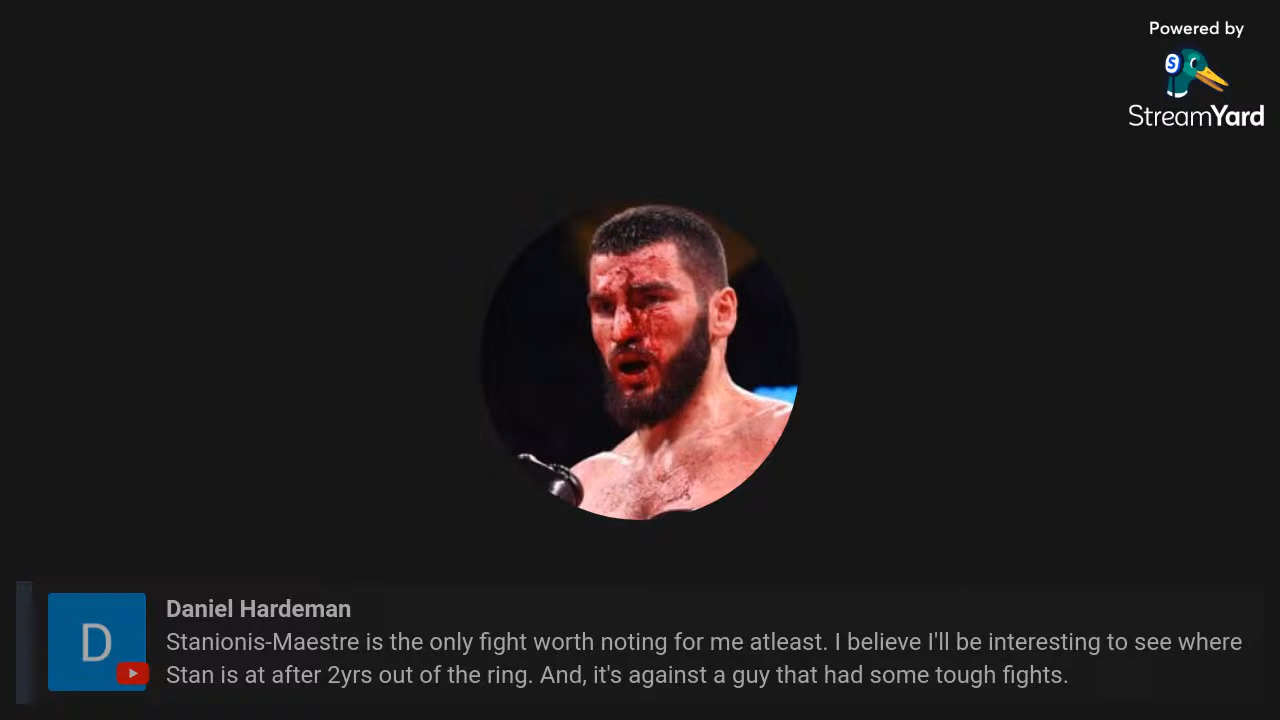 Powered by
S
StreamYard
D
Daniel Hardeman
Stanionis-Maestre is the only fight worth noting for me atleast. I believe I'll be interesting to see where
Stan is at after 2yrs out of the ring. And, it's against a guy that had some tough fights.